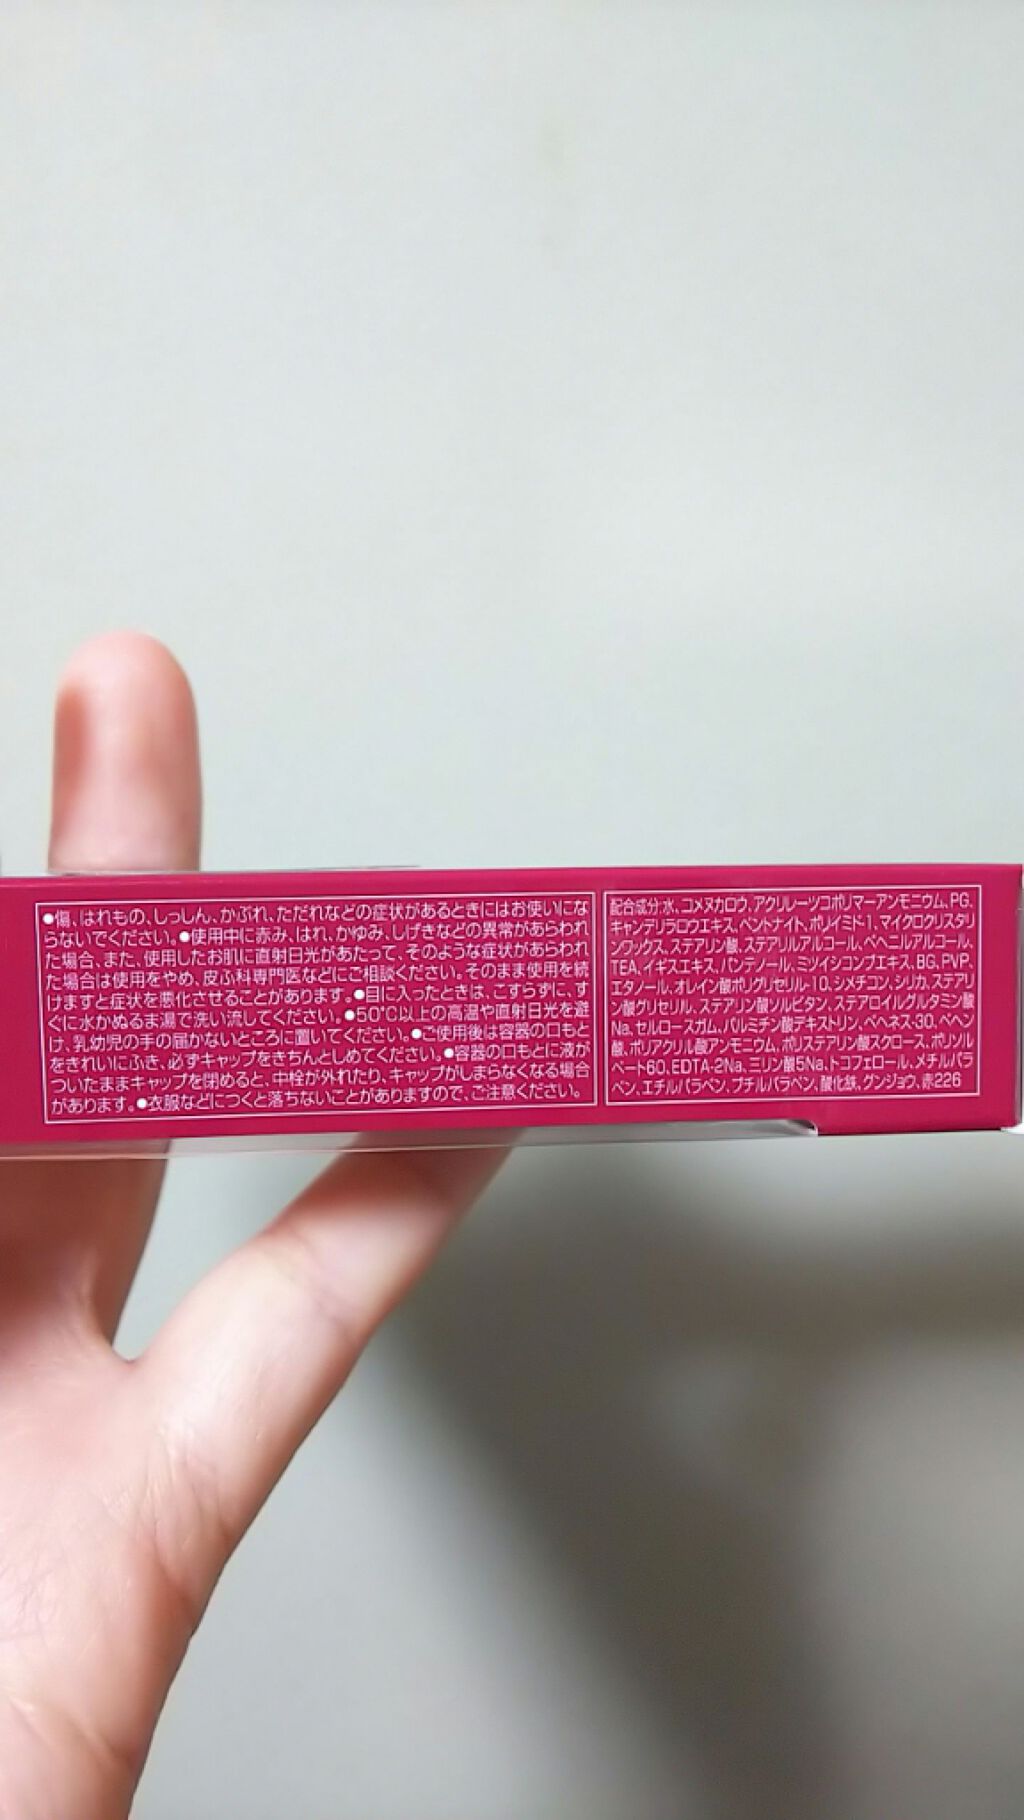 ●傷、はれもの、しっしん、かぶれ、ただれなどの症状があるときにはお使いにな
らないでください。●使用中に赤み、はれ、かゆみ、しげきなどの異常があらわれ
た場合、また、使用したお肌に直射日光があたって、そのような症状があらわれ
た場合は使用をやめ、皮ふ科専門医などにご相談ください。そのまま使用を続
けますと症状を悪化させることがあります。●目に入ったときは、こすらずに、す
ぐに水かぬるま湯で洗い流してください。●50℃以上の高温や直射日光を避
け、乳幼児の手の届かないところに置いてください。●ご使用後は容器の口もと
をきれいにふき、必ずキャップをきちんとしめてください。●容器の口もとに液が
ついたままキャップを閉めると、中栓が外れたり、キャップがしまらなくなる場合
があります。●衣服などにつくと落ちないことがありますので、ご注意ください。
配合成分:水、コメヌカロウ、アクリレーツコポリマーアンモニウム、PG、
キャンデリラロウエキス、ベントナイト、ポリイミド-1、マイクロクリスタリ
ンワックス、ステアリン酸、ステアリルアルコール、ベヘニルアルコール、
TEA、イギスエキス、パンテノール、ミツイシコンブエキス、BG、PVP、
エタノール、オレイン酸ポリグリセリル-10、シメチコン、シリカ、ステアリ
ン酸グリセリル、ステアリン酸ソルビタン、ステアロイルグルタミン酸
Na、セルロースガム、パルミチン酸デキストリン、ベヘネス-30、ベヘン
酸、ポリアクリル酸アンモニウム、ポリステアリン酸スクロース、ポリソル
ベート60、EDTA-2Na、ミリン酸5Na、トコフェロール、メチルパラ
ベン、エチルパラベン、ブチルパラベン、酸化鉄、グンジョウ、赤226